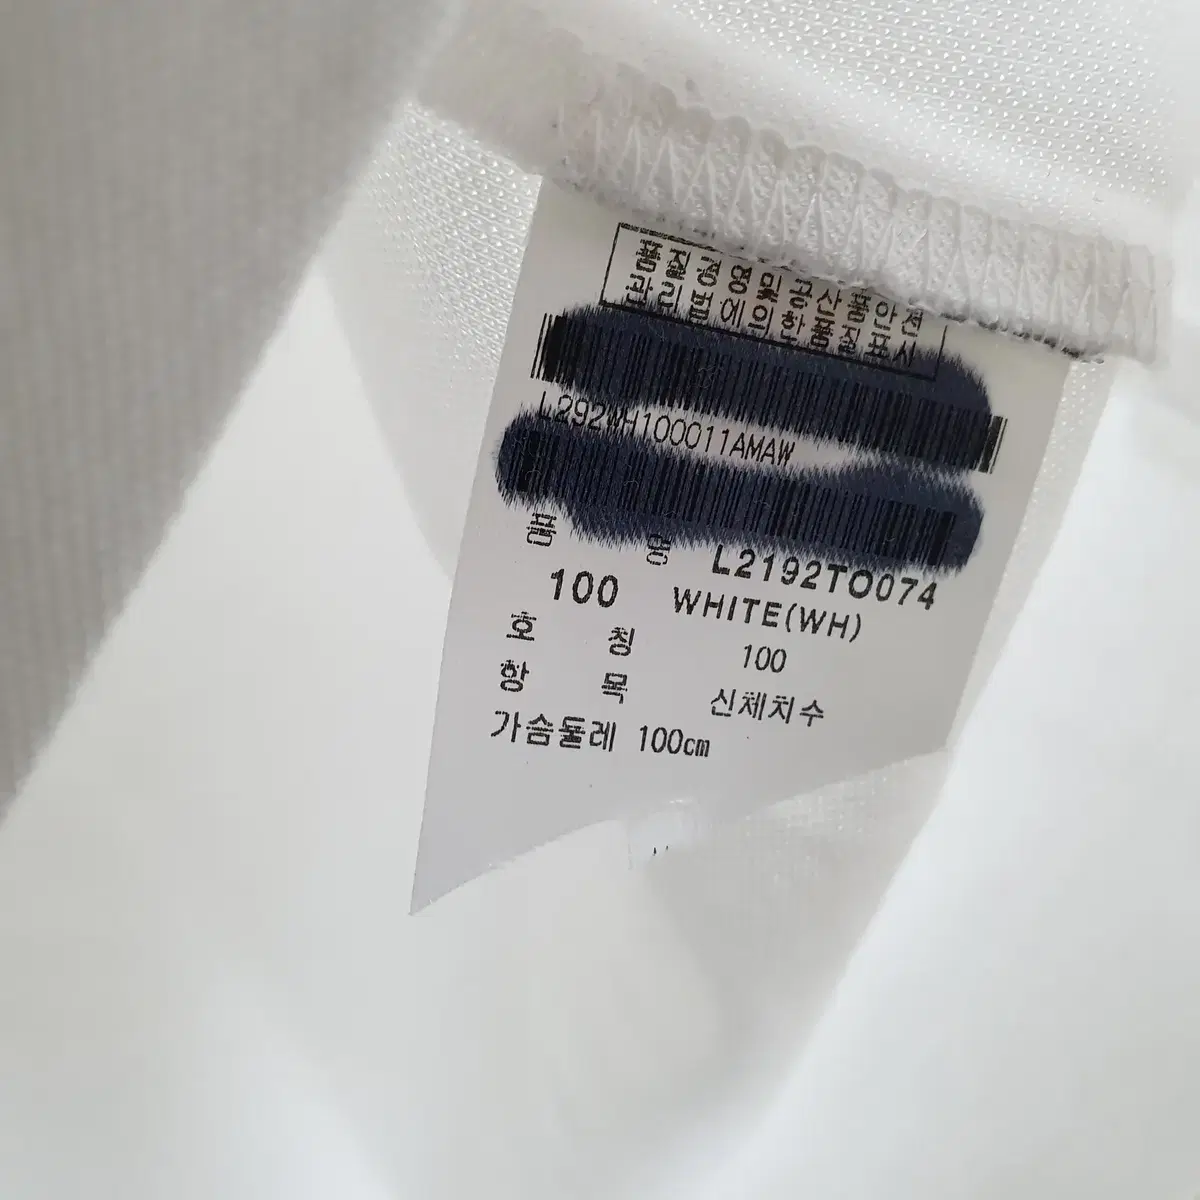 품질경영 및 공산품안전
관리법에 의한 품질표시
L292WH100011AMAW
품 명 L2192TO074
100 WHITE(WH)
호 칭 100
항 목 신체치수
가슴둘레 100cm